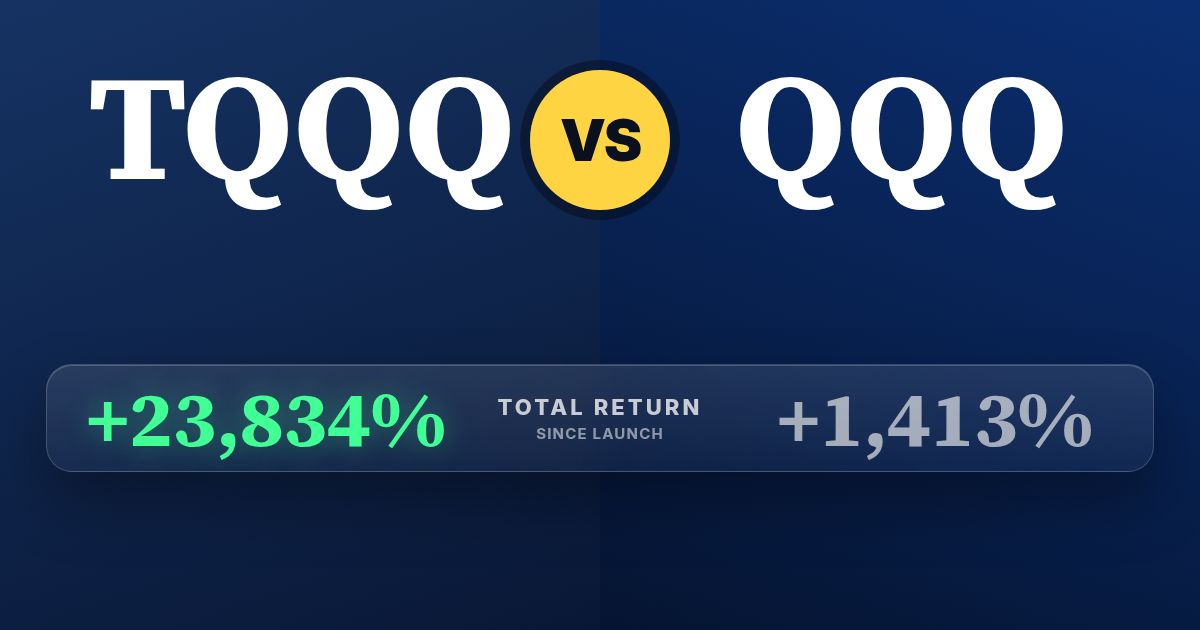 TQQQ VS QQQ
+23,834% TOTAL RETURN +1,413%
SINCE LAUNCH